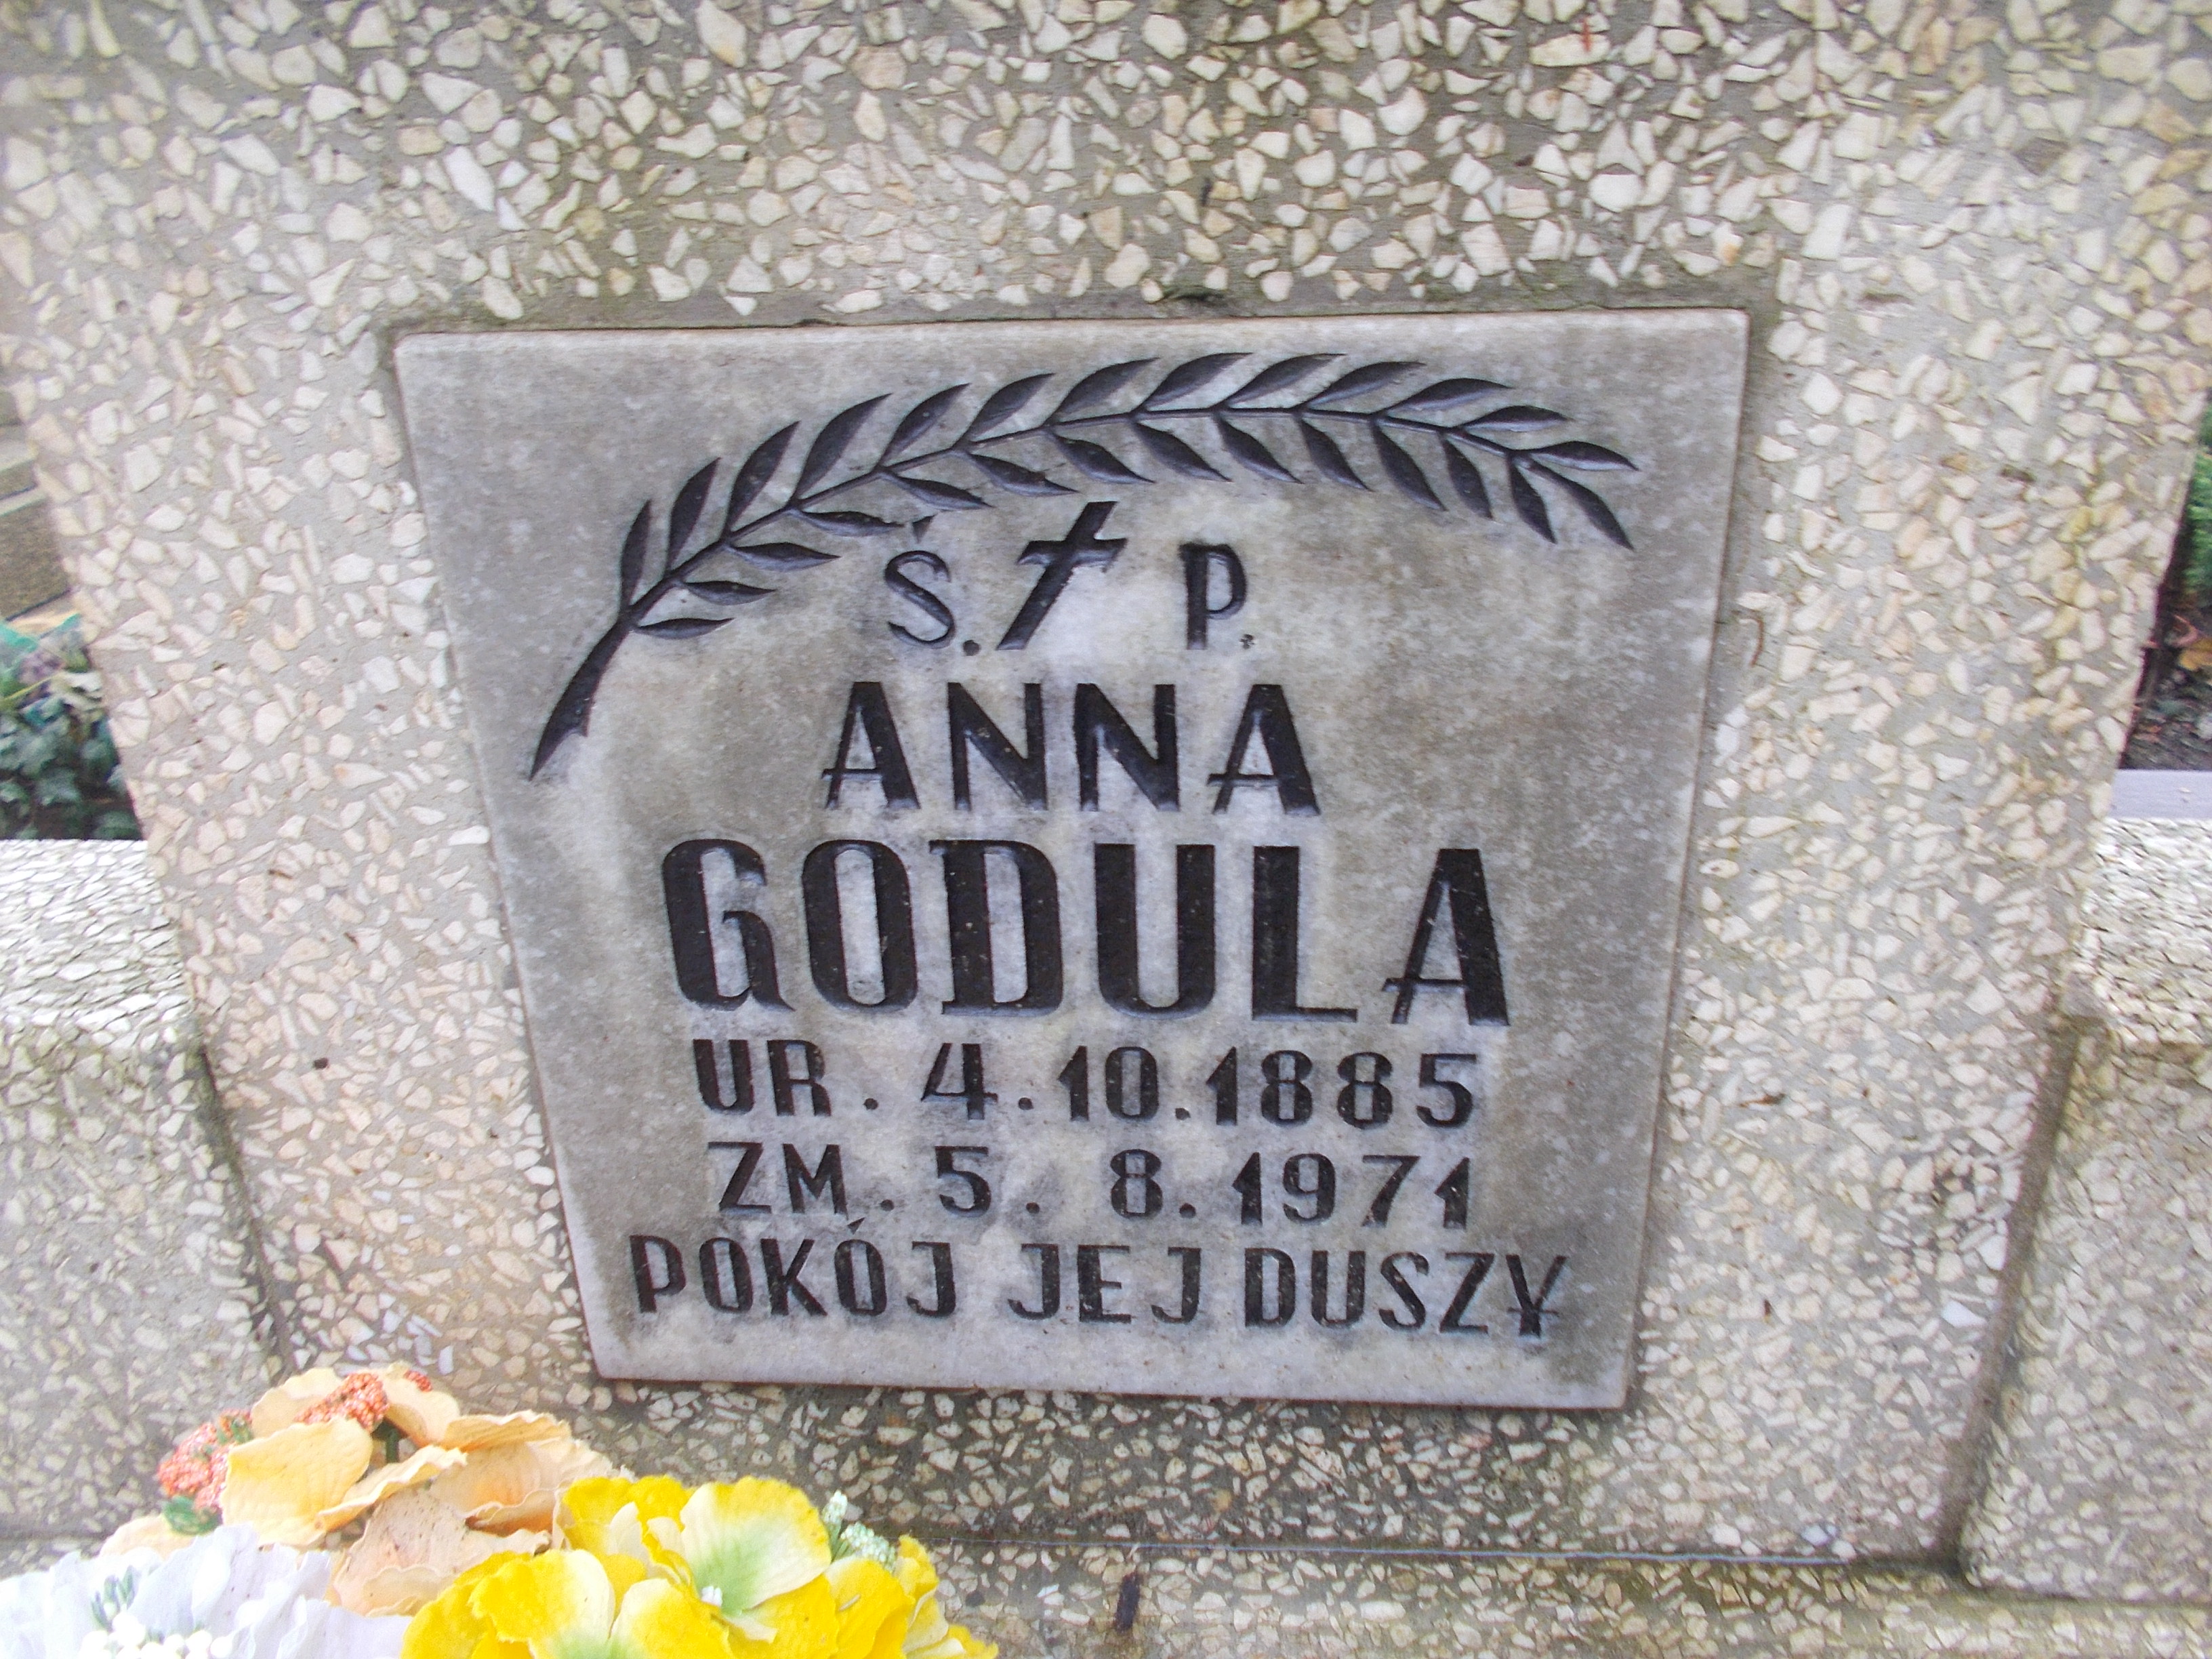 Ś. P.
ANNA
GODULA
UR. 4.10.1885
ZM. 5. 8.1971
POKÓJ JEJ DUSZY